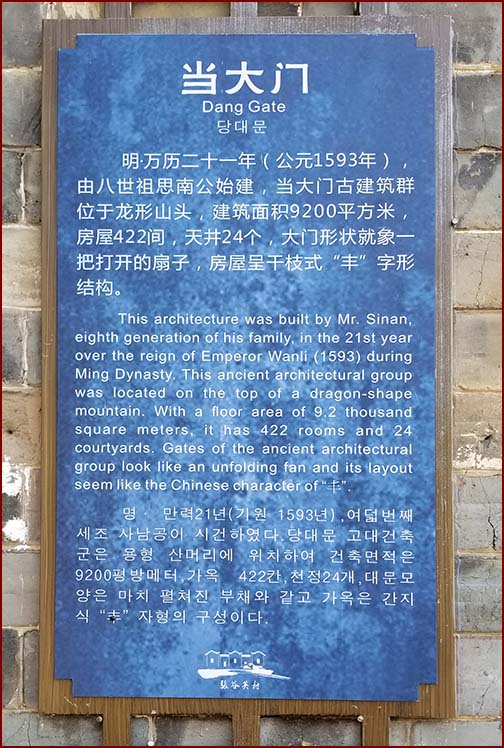 当大门
Dang Gate
당대문
明·万历二十一年（公元1593年），
由八世祖思南公始建，当大门古建筑群
位于龙形山头，建筑面积9200平方米，
房屋422间，天井24个，大门形状就象一
把打开的扇子，房屋呈干枝式“丰”字形
结构。
This architecture was built by Mr. Sinan,
eighth generation of his family, in the 21st year
over the reign of Emperor Wanli (1593) during
Ming Dynasty. This ancient architectural group
was located on the top of a dragon-shape
mountain. With a floor area of 9.2 thousand
square meters, it has 422 rooms and 24
courtyards. Gates of the ancient architectural
group look like an unfolding fan and its layout
seem like the Chinese character of “丰”.
명· 만력21년(기원 1593년),여덟번째
세조 사남공이 시건하였다.당대문 고대건축
군은 용형 산머리에 위치하여 건축면적은
9200평방메터,가옥 422칸,천정24개,대문모
양은 마치 펼쳐진 부채와 같고 가옥은 간지
식 “丰” 자형의 구성이다.